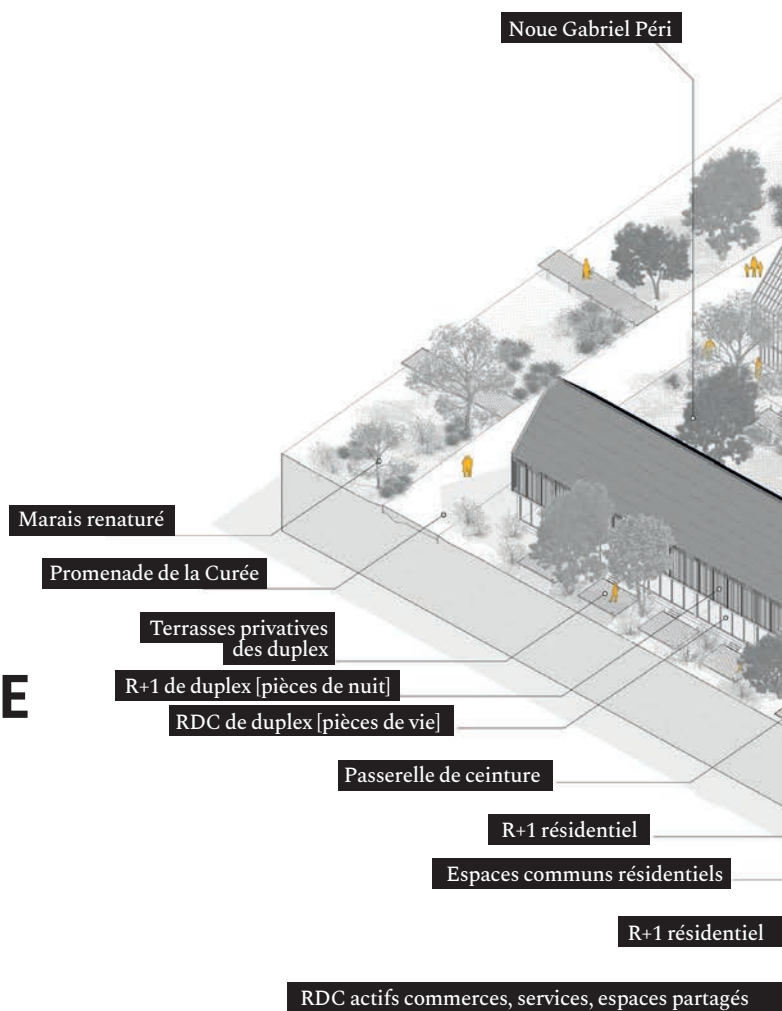 Noue Gabriel Péri
Marais renaturé
Promenade de la Curée
Terrasses privatives
des duplex
E
R+1 de duplex [pièces de nuit]
RDC de duplex [pièces de vie]
Passerelle de ceinture
R+1 résidentiel
Espaces communs résidentiels
R+1 résidentiel
RDC actifs commerces, services, espaces partagés